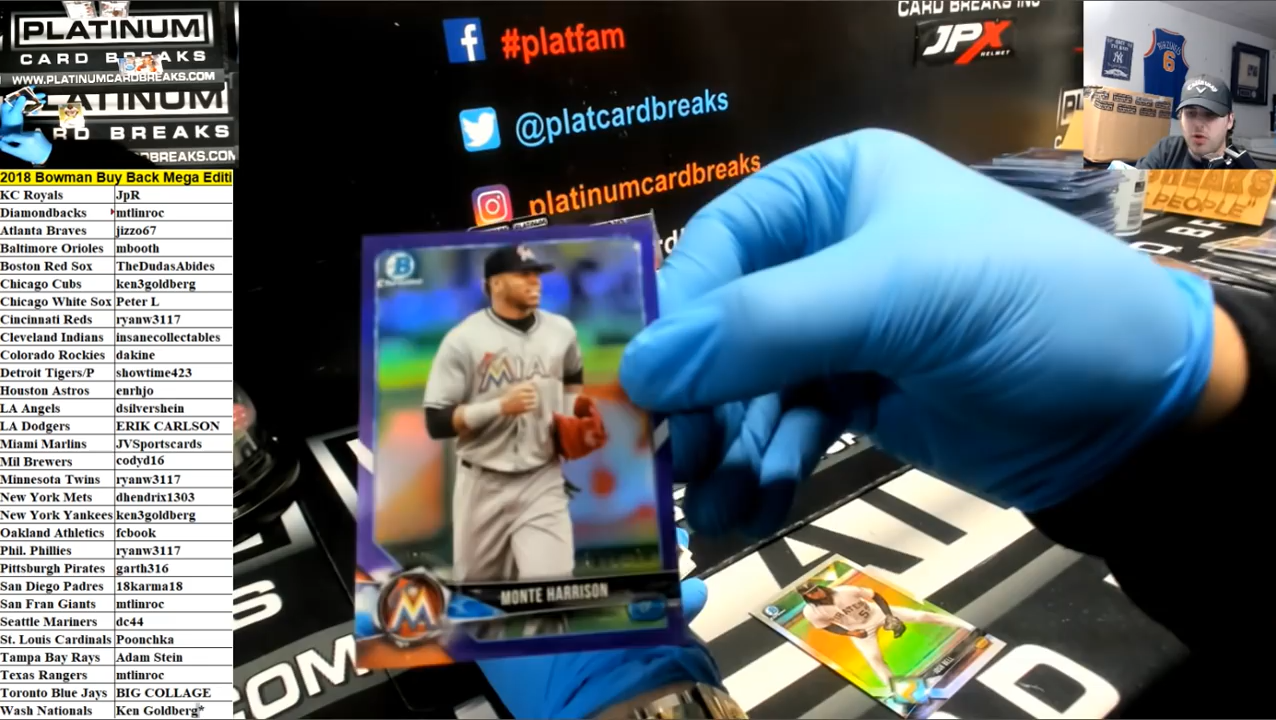 PLATINUM
CARD BREAKS
WWW.PLATINUMCARDBREAKS.COM
PLATINUM
CARD BREAKS
2018 Bowman Buy Back Mega Editi
KC Royals JpR
Diamondbacks mtlinroc
Atlanta Braves jizzo67
Baltimore Orioles mbooth
Boston Red Sox TheDudasAbides
Chicago Cubs ken3goldberg
Chicago White Sox Peter L
Cincinnati Reds ryanw3117
Cleveland Indians insanecollectables
Colorado Rockies dakine
Detroit Tigers/P showtime423
Houston Astros enrhjo
LA Angels dsilvershein
LA Dodgers ERIK CARLSON
Miami Marlins JVSportscards
Mil Brewers codyd16
Minnesota Twins ryanw3117
New York Mets dhendrix1303
New York Yankees ken3goldberg
Oakland Athletics fcbook
Phil. Phillies ryanw3117
Pittsburgh Pirates garth316
San Diego Padres 18karma18
San Fran Giants mtlinroc
Seattle Mariners dc44
St. Louis Cardinals Poonchka
Tampa Bay Rays Adam Stein
Texas Rangers mtlinroc
Toronto Blue Jays BIG COLLAGE
Wash Nationals Ken Goldberg*
CARD BREAKS INC
JPX
HELMET
#platfam
@platcardbreaks
platinumcardbreaks
B
MIA
M
MONTE HARRISON
6
BREAKS
PEOPLE"